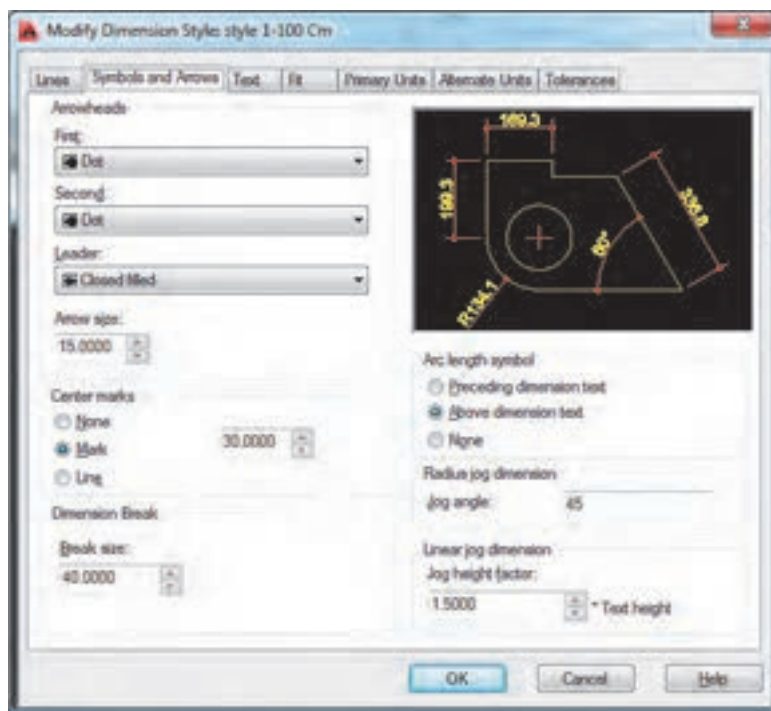 Modify Dimension Style: style 1-100 Cm
Lines
Symbols and Arrows
Text
Fit
Primary Units
Alternate Units
Tolerances
Arrowheads
First:
Dot
Second:
Dot
Leader:
Closed filled
Arrow size:
15.0000
Center marks
None
Mark
30.0000
Line
Dimension Break
Break size:
40.0000
169.3
199.3
60°
R134.1
Arc length symbol
Preceding dimension text
Above dimension text
None
Radius jog dimension
Jog angle:
45
Linear jog dimension
Jog height factor:
1.5000
* Text height
OK
Cancel
Help